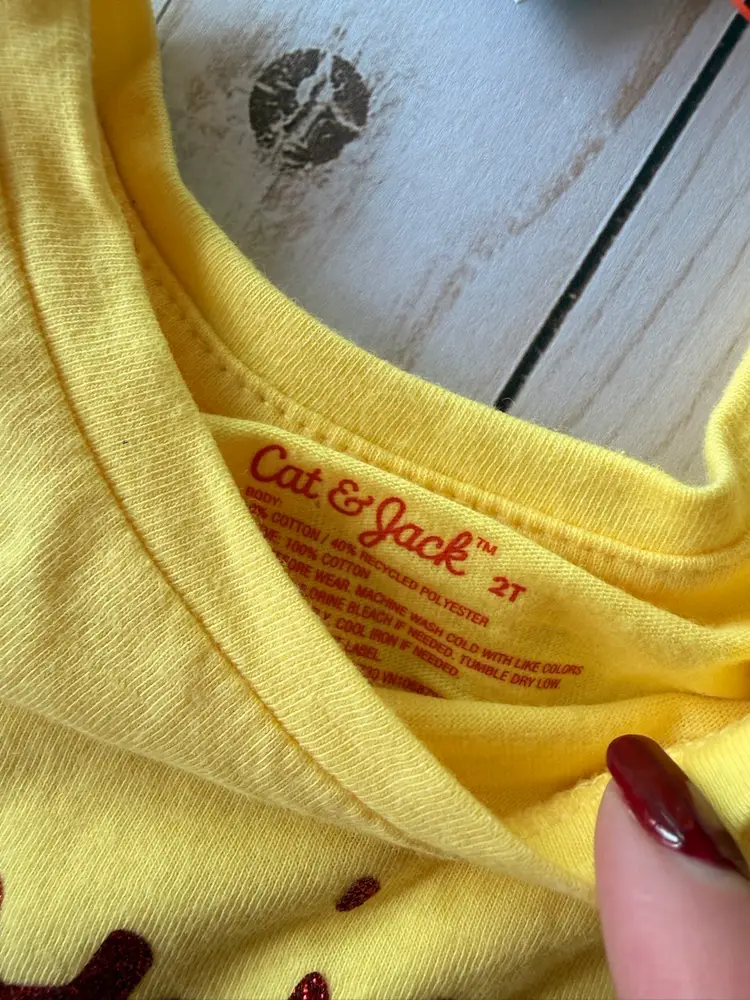 Cat & Jack™ 2T
BODY:
% COTTON / 40% RECYCLED POLYESTER
100% COTTON
WEAR. MACHINE WASH COLD WITH LIKE COLORS
BLEACH IF NEEDED. TUMBLE DRY LOW.
COOL IRON IF NEEDED.
LABEL